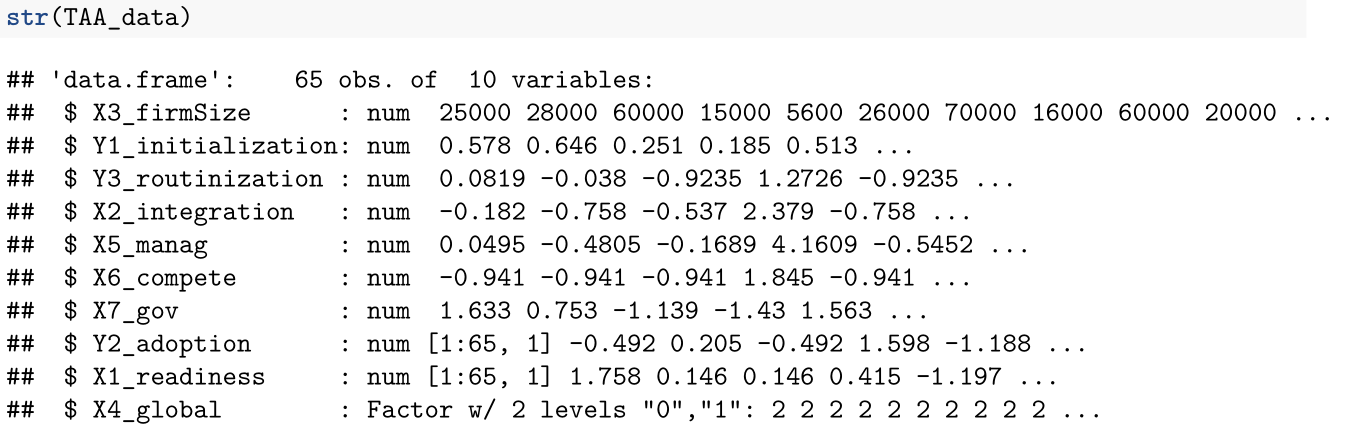 str(TAA_data)
## 'data.frame':    65 obs. of  10 variables:
##  $ X3_firmSize      : num  25000 28000 60000 15000 5600 26000 70000 16000 60000 20000 ...
##  $ Y1_initialization: num  0.578 0.646 0.251 0.185 0.513 ...
##  $ Y3_routinization : num  0.0819 -0.038 -0.9235 1.2726 -0.9235 ...
##  $ X2_integration   : num  -0.182 -0.758 -0.537 2.379 -0.758 ...
##  $ X5_manag         : num  0.0495 -0.4805 -0.1689 4.1609 -0.5452 ...
##  $ X6_compete       : num  -0.941 -0.941 -0.941 1.845 -0.941 ...
##  $ X7_gov           : num  1.633 0.753 -1.139 -1.43 1.563 ...
##  $ Y2_adoption      : num [1:65, 1] -0.492 0.205 -0.492 1.598 -1.188 ...
##  $ X1_readiness     : num [1:65, 1] 1.758 0.146 0.146 0.415 -1.197 ...
##  $ X4_global        : Factor w/ 2 levels "0","1": 2 2 2 2 2 2 2 2 2 2 ...